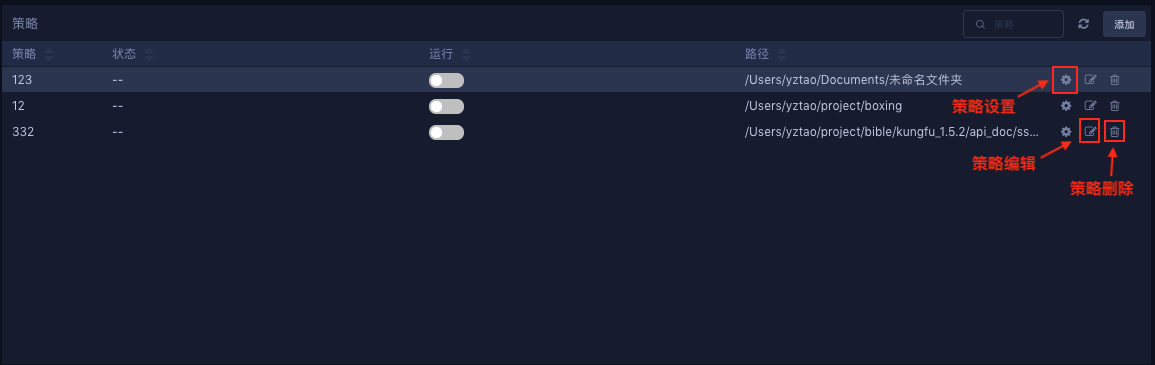 策略
策略
添加
策略 状态 运行 路径
123 -- /Users/yztao/Documents/未命名文件夹
策略设置
12 -- /Users/yztao/project/boxing
332 -- /Users/yztao/project/bible/kungfu_1.5.2/api_doc/ss...
策略编辑
策略删除